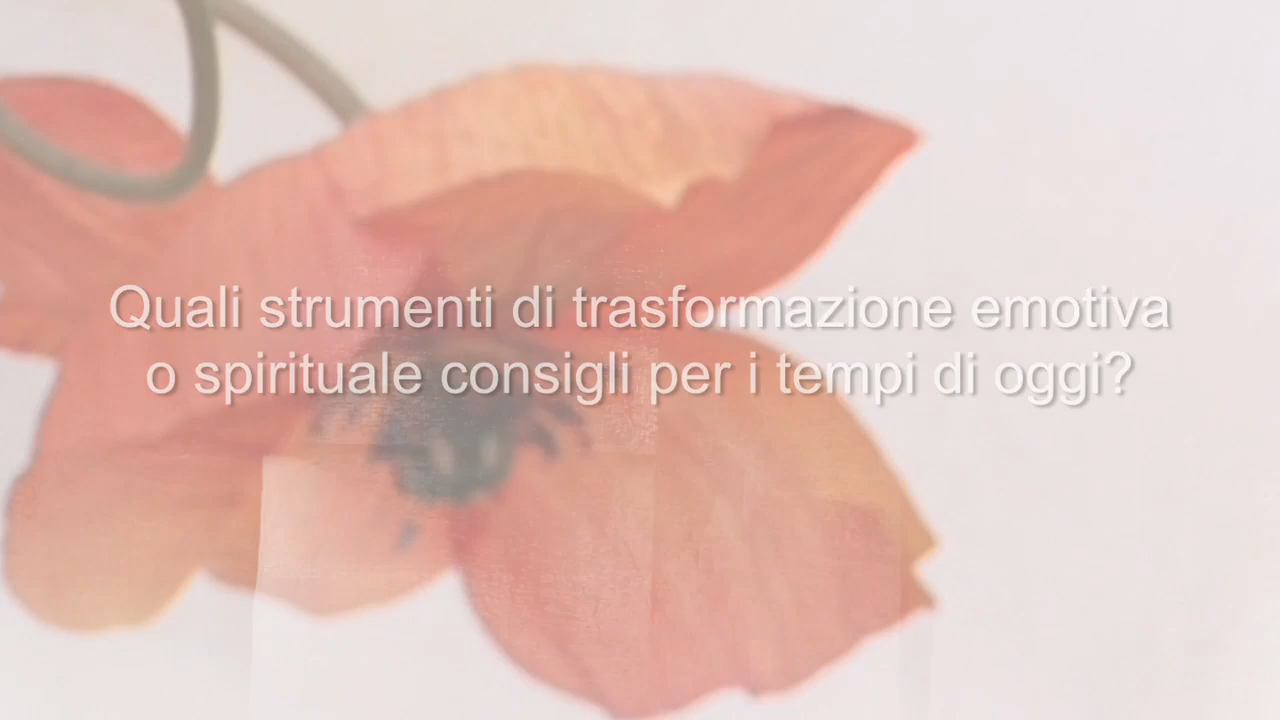 Quali strumenti di trasformazione emotiva
o spirituale consigli per i tempi di oggi?